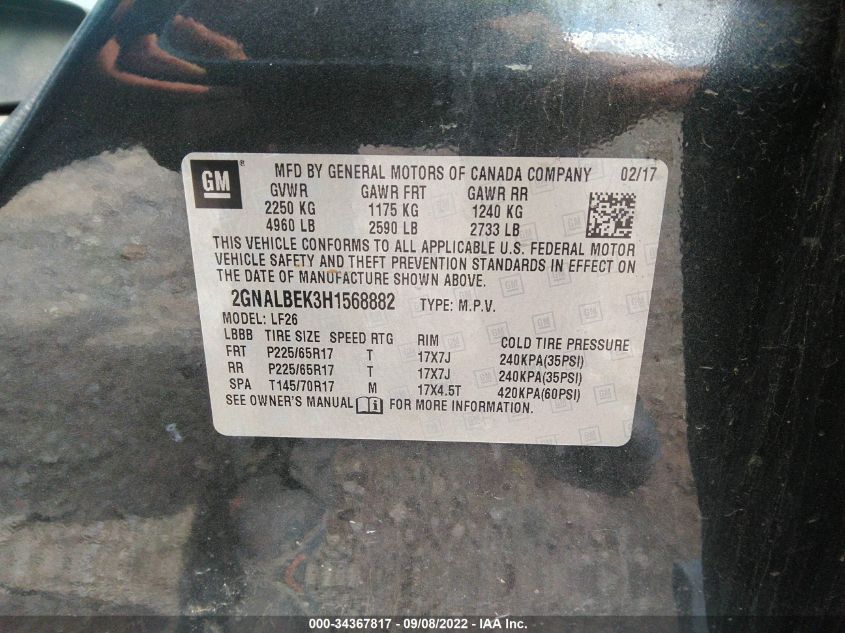 GM ® MFD BY GENERAL MOTORS OF CANADA COMPANY 02/17
GVWR GAWR FRT GAWR RR
2250 KG 1175 KG 1240 KG
4960 LB 2590 LB 2733 LB
THIS VEHICLE CONFORMS TO ALL APPLICABLE U.S. FEDERAL MOTOR
VEHICLE SAFETY AND THEFT PREVENTION STANDARDS IN EFFECT ON
THE DATE OF MANUFACTURE SHOWN ABOVE.
2GNALBEK3H1568882 TYPE: M.P.V.
MODEL: LF26
LBBB TIRE SIZE SPEED RTG RIM COLD TIRE PRESSURE
FRT P225/65R17 T 17X7J 240KPA(35PSI)
RR P225/65R17 T 17X7J 240KPA(35PSI)
SPA T145/70R17 M 17X4.5T 420KPA(60PSI)
SEE OWNER'S MANUAL FOR MORE INFORMATION.
000-34367817 - 09/08/2022 - IAA Inc.